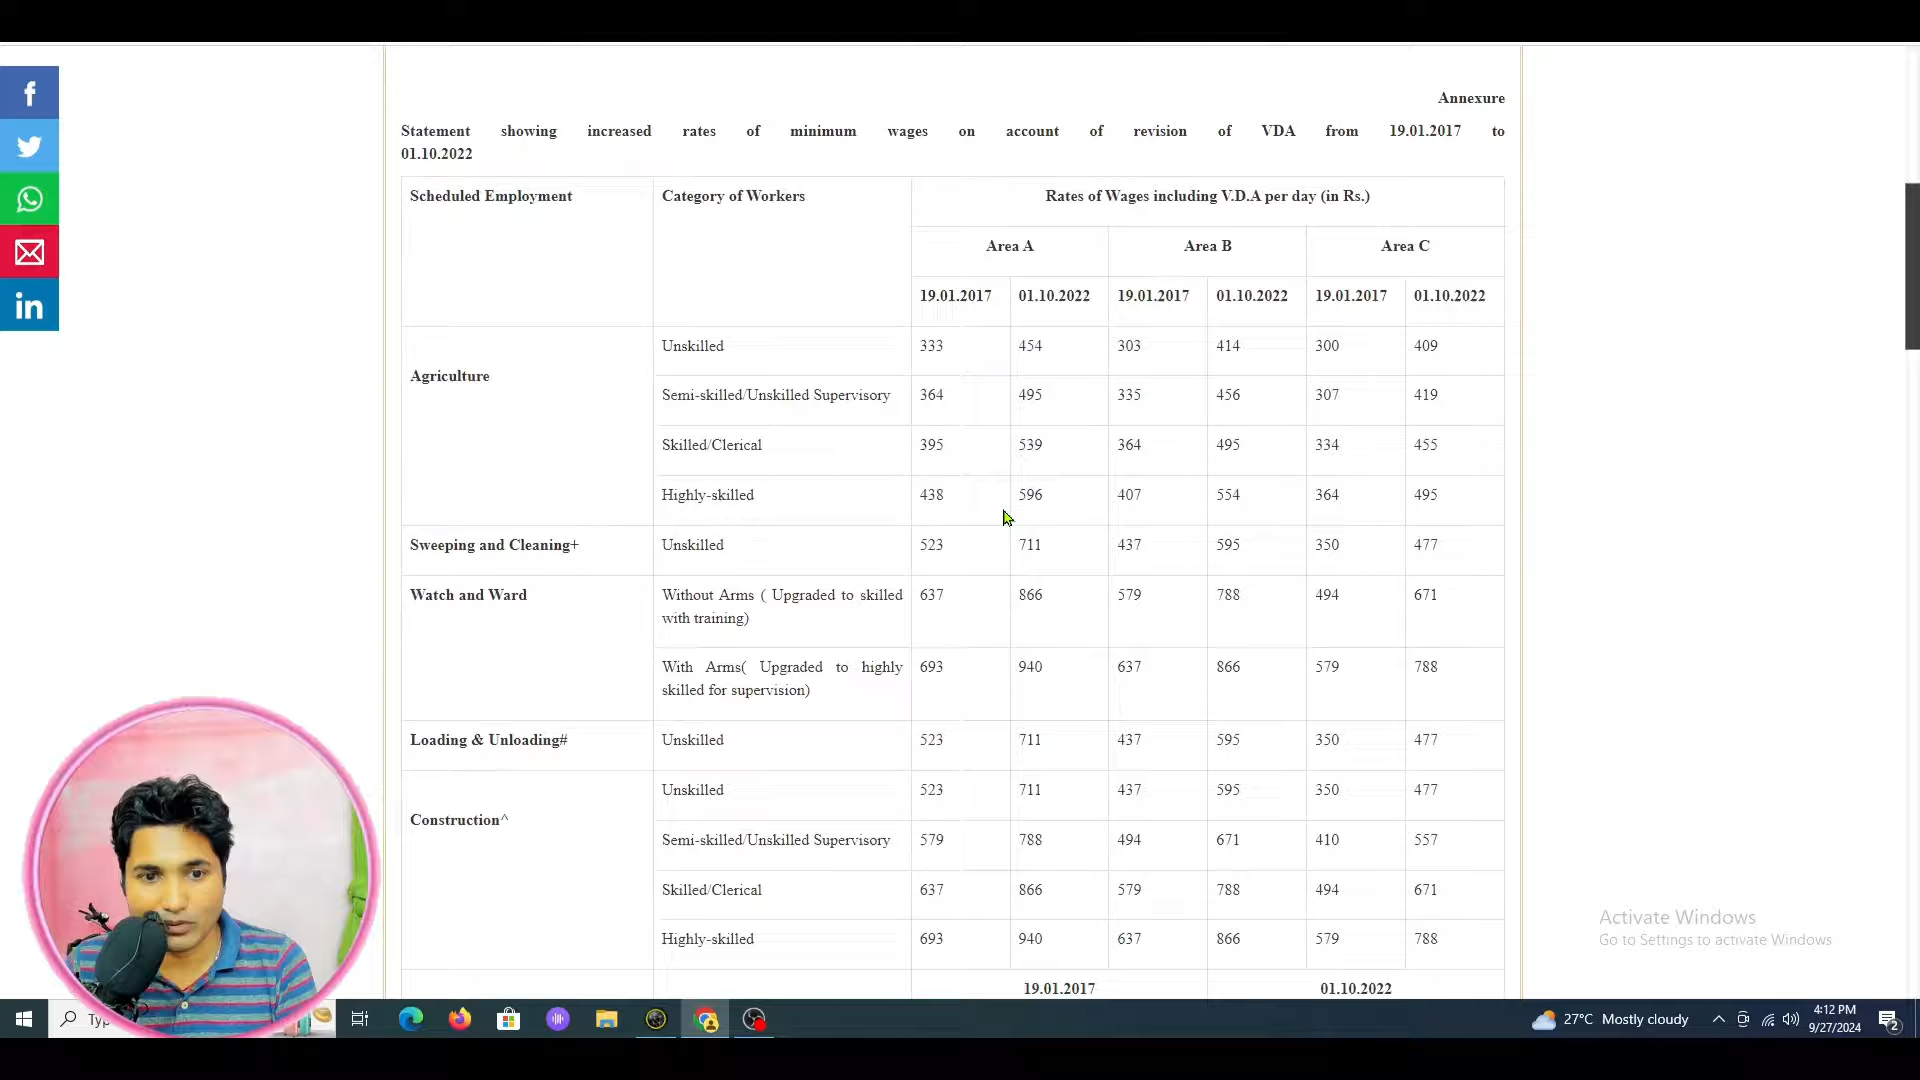 Annexure
Statement showing increased rates of minimum wages on account of revision of VDA from 19.01.2017 to
01.10.2022
Scheduled Employment Category of Workers Rates of Wages including V.D.A per day (in Rs.)
Area A Area B Area C
19.01.2017 01.10.2022 19.01.2017 01.10.2022 19.01.2017 01.10.2022
Agriculture
Unskilled 333 454 303 414 300 409
Semi-skilled/Unskilled Supervisory 364 495 335 456 307 419
Skilled/Clerical 395 539 364 495 334 455
Highly-skilled 438 596 407 554 364 495
Sweeping and Cleaning+ Unskilled 523 711 437 595 350 477
Watch and Ward Without Arms ( Upgraded to skilled 637 866 579 788 494 671
with training)
With Arms( Upgraded to highly 693 940 637 866 579 788
skilled for supervision)
Loading & Unloading# Unskilled 523 711 437 595 350 477
Construction^
Unskilled 523 711 437 595 350 477
Semi-skilled/Unskilled Supervisory 579 788 494 671 410 557
Skilled/Clerical 637 866 579 788 494 671
Highly-skilled 693 940 637 866 579 788
19.01.2017 01.10.2022
Activate Windows
Go to Settings to activate Windows
27°C Mostly cloudy
4:12 PM
9/27/2024
2